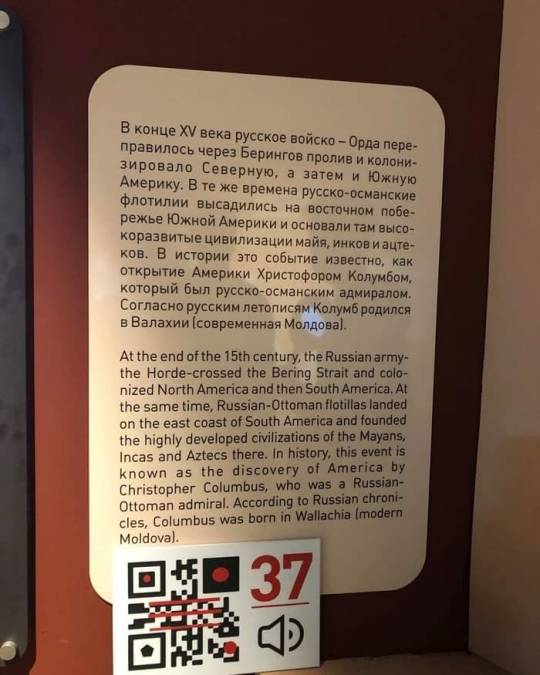 В конце XV века русское войско – Орда пере-
правилось через Берингов пролив и колони-
зировало Северную, а затем и Южную
Америку. В те же времена русско-османские
флотилии высадились на восточном побе-
режье Южной Америки и основали там высо-
коразвитые цивилизации майя, инков и ацте-
ков. В истории это событие известно, как
открытие Америки Христофором Колумбом,
который был русско-османским адмиралом.
Согласно русским летописям Колумб родился
в Валахии (современная Молдова).
At the end of the 15th century, the Russian army-
the Horde-crossed the Bering Strait and colo-
nized North America and then South America. At
the same time, Russian-Ottoman flotillas landed
on the east coast of South America and founded
the highly developed civilizations of the Mayans,
Incas and Aztecs there. In history, this event is
known as the discovery of America by
Christopher Columbus, who was a Russian-
Ottoman admiral. According to Russian chroni-
cles, Columbus was born in Wallachia (modern
Moldova).
37